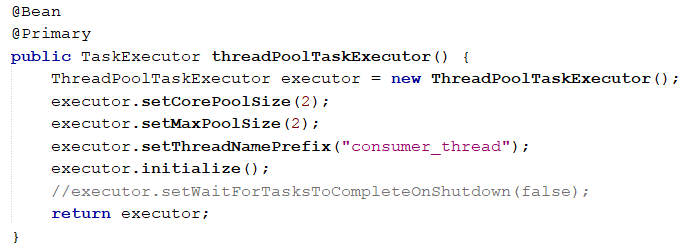 @Bean
@Primary
public TaskExecutor threadPoolTaskExecutor() {
    ThreadPoolTaskExecutor executor = new ThreadPoolTaskExecutor();
    executor.setCorePoolSize(2);
    executor.setMaxPoolSize(2);
    executor.setThreadNamePrefix("consumer_thread");
    executor.initialize();
    //executor.setWaitForTasksToCompleteOnShutdown(false);
    return executor;
}